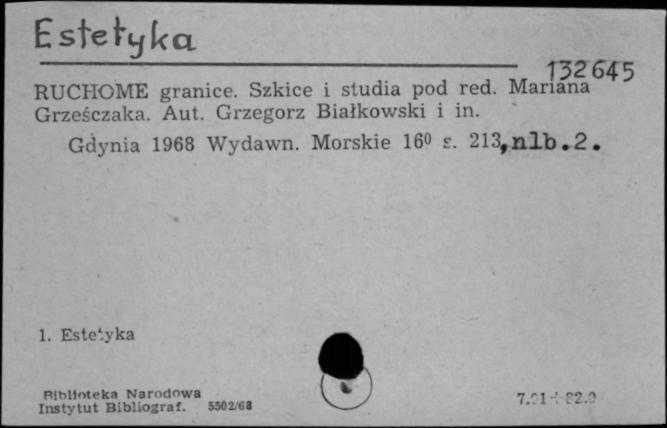 Estetyka
132645
RUCHOME granice. Szkice i studia pod red. Mariana
Grześczaka. Aut. Grzegorz Białkowski i in.
Gdynia 1968 Wydawn. Morskie 16⁰ s. 213, nlb. 2.
1. Estetyka
Biblioteka Narodowa
Instytut Bibliograf. 5502/68